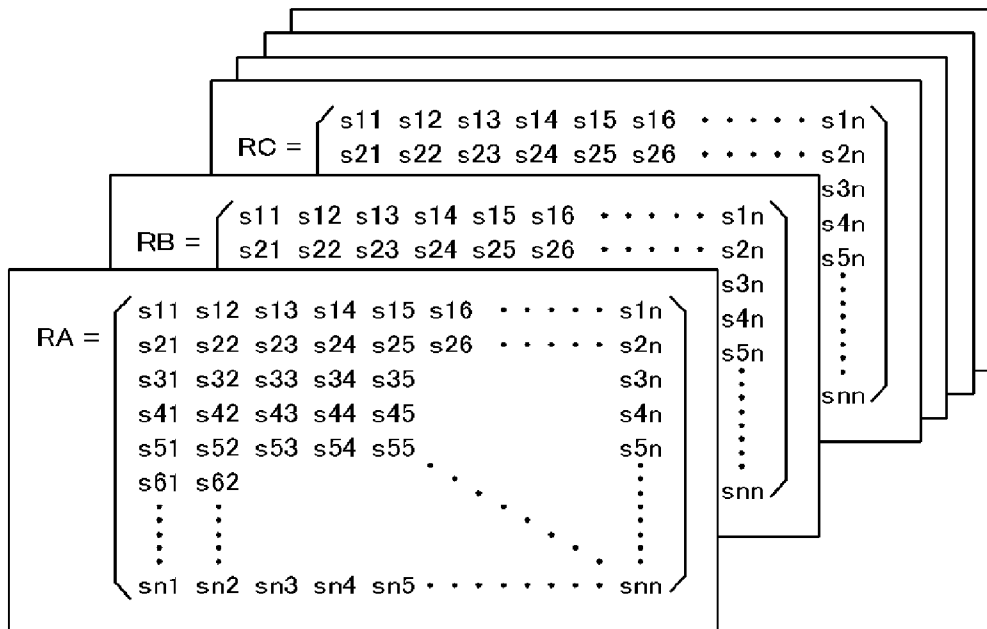 RC = s11 s12 s13 s14 s15 s16 · · · · · s1n
s21 s22 s23 s24 s25 s26 · · · · · s2n
s3n
s4n
s5n
snn
RB = s11 s12 s13 s14 s15 s16 · · · · · s1n
s21 s22 s23 s24 s25 s26 · · · · · s2n
s3n
s4n
s5n
snn
RA = s11 s12 s13 s14 s15 s16 · · · · · s1n
s21 s22 s23 s24 s25 s26 · · · · · s2n
s31 s32 s33 s34 s35 s3n
s41 s42 s43 s44 s45 s4n
s51 s52 s53 s54 s55 s5n
s61 s62
sn1 sn2 sn3 sn4 sn5 · · · · · · · · snn